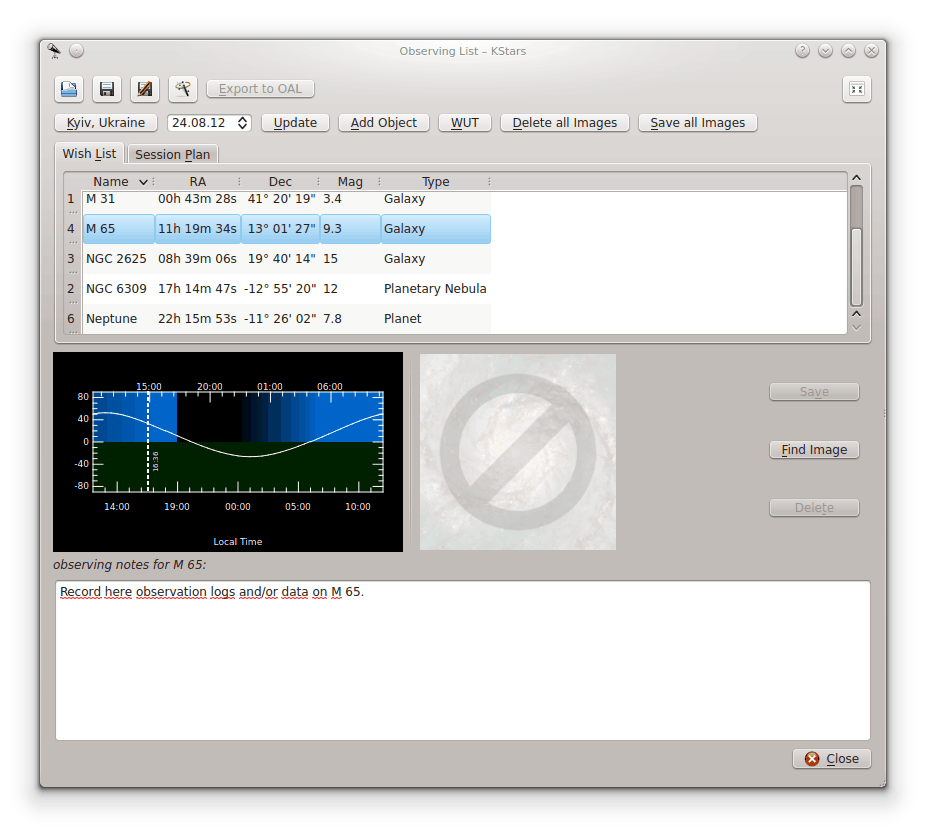 Observing List – KStars
Export to OAL
Kyiv, Ukraine 24.08.12 Update Add Object WUT Delete all Images Save all Images
Wish List Session Plan
Name RA Dec Mag Type
1 M 31 00h 43m 28s 41° 20' 19" 3.4 Galaxy
4 M 65 11h 19m 34s 13° 01' 27" 9.3 Galaxy
3 NGC 2625 08h 39m 06s 19° 40' 14" 15 Galaxy
2 NGC 6309 17h 14m 47s -12° 55' 20" 12 Planetary Nebula
6 Neptune 22h 15m 53s -11° 26' 02" 7.8 Planet
15:00 20:00 01:00 06:00
80
40
0
-40
-80
16:36
14:00 19:00 00:00 05:00 10:00
Local Time
Save
Find Image
Delete
observing notes for M 65:
Record here observation logs and/or data on M 65.
Close